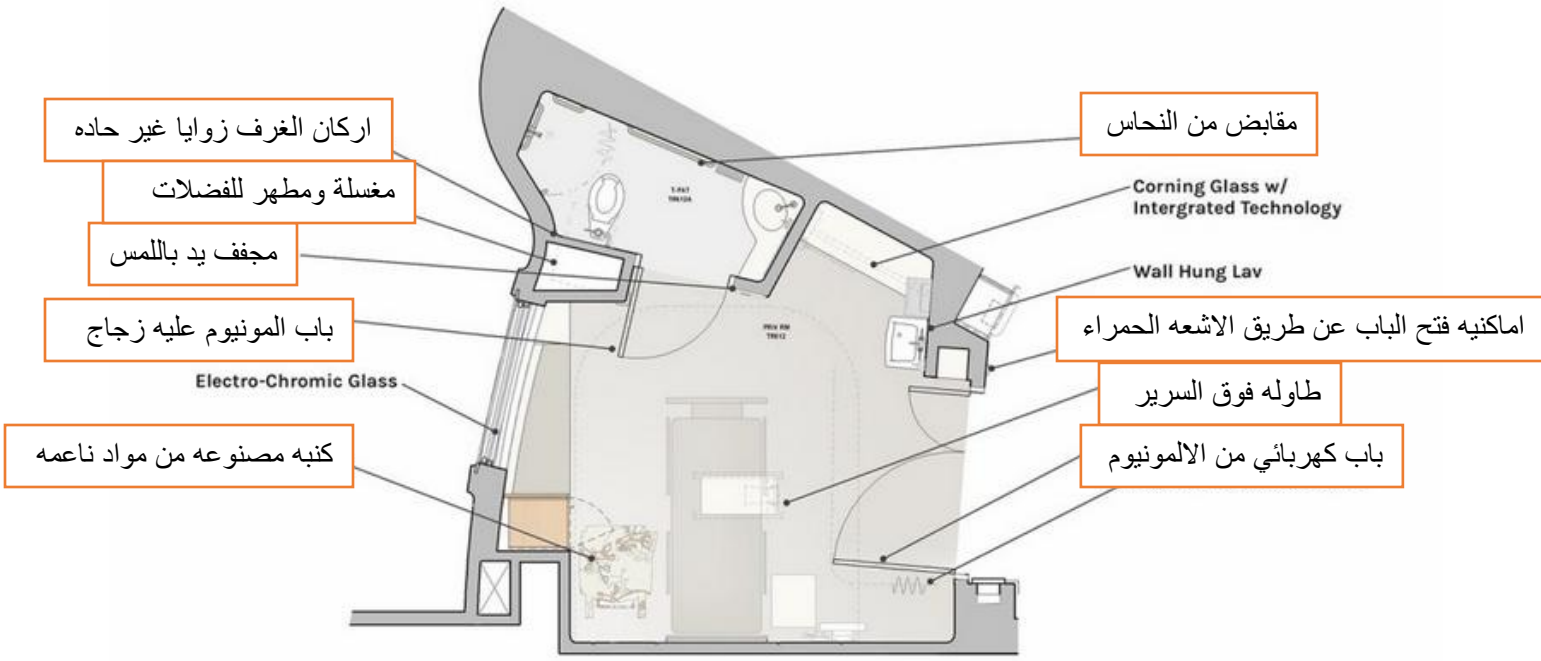 اركان الغرف زوايا غير حاده
مغسلة ومطهر للفضلات
مجفف يد باللمس
باب المونيوم عليه زجاج
Electro-Chromic Glass
كنبه مصنوعه من مواد ناعمه
T-PAT
TR612A
PRIV RM
TR612
مقابض من النحاس
Corning Glass w/
Intergrated Technology
Wall Hung Lav
اماكنيه فتح الباب عن طريق الاشعه الحمراء
طاوله فوق السرير
باب كهربائي من الالمونيوم